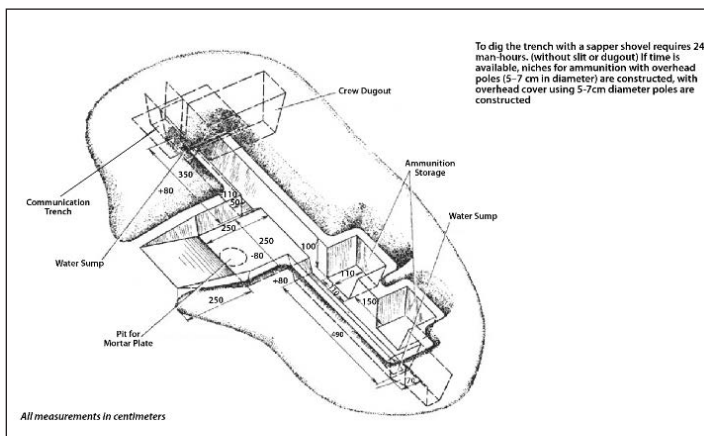 To dig the trench with a sapper shovel requires 24
man-hours. (without slit or dugout) If time is
available, niches for ammunition with overhead
poles (5–7 cm in diameter) are constructed, with
overhead cover using 5-7cm diameter poles are
constructed
Crew Dugout
Ammunition
Storage
Communication
Trench
350
+80
110
50
Water Sump
Water Sump
250
250
-80
100
110
150
+80
250
490
Pit for
Mortar Plate
All measurements in centimeters